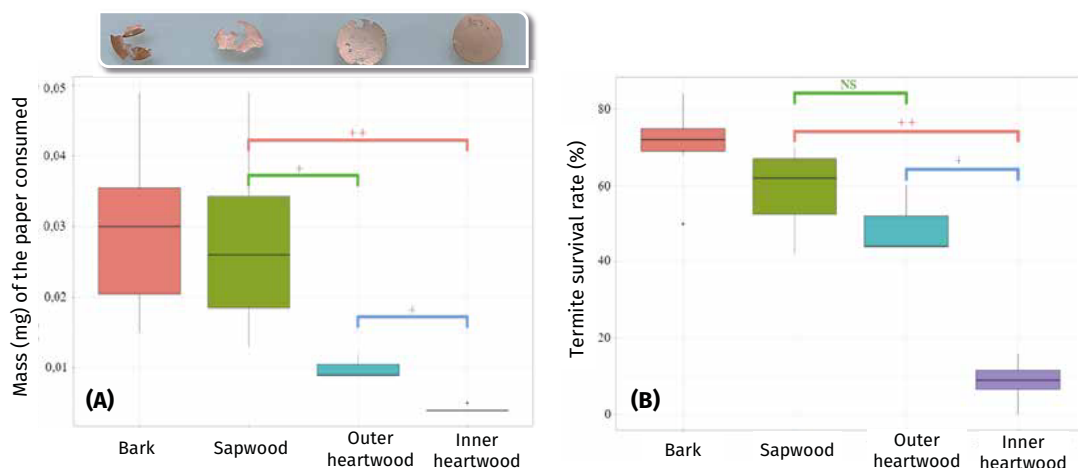 Mass (mg) of the paper consumed
0,05
0,04
0,03
0,02
0,01
++
+
+
(A)
Bark
Sapwood
Outer
heartwood
Inner
heartwood
Termite survival rate (%)
80
60
40
20
0
NS
++
+
(B)
Bark
Sapwood
Outer
heartwood
Inner
heartwood